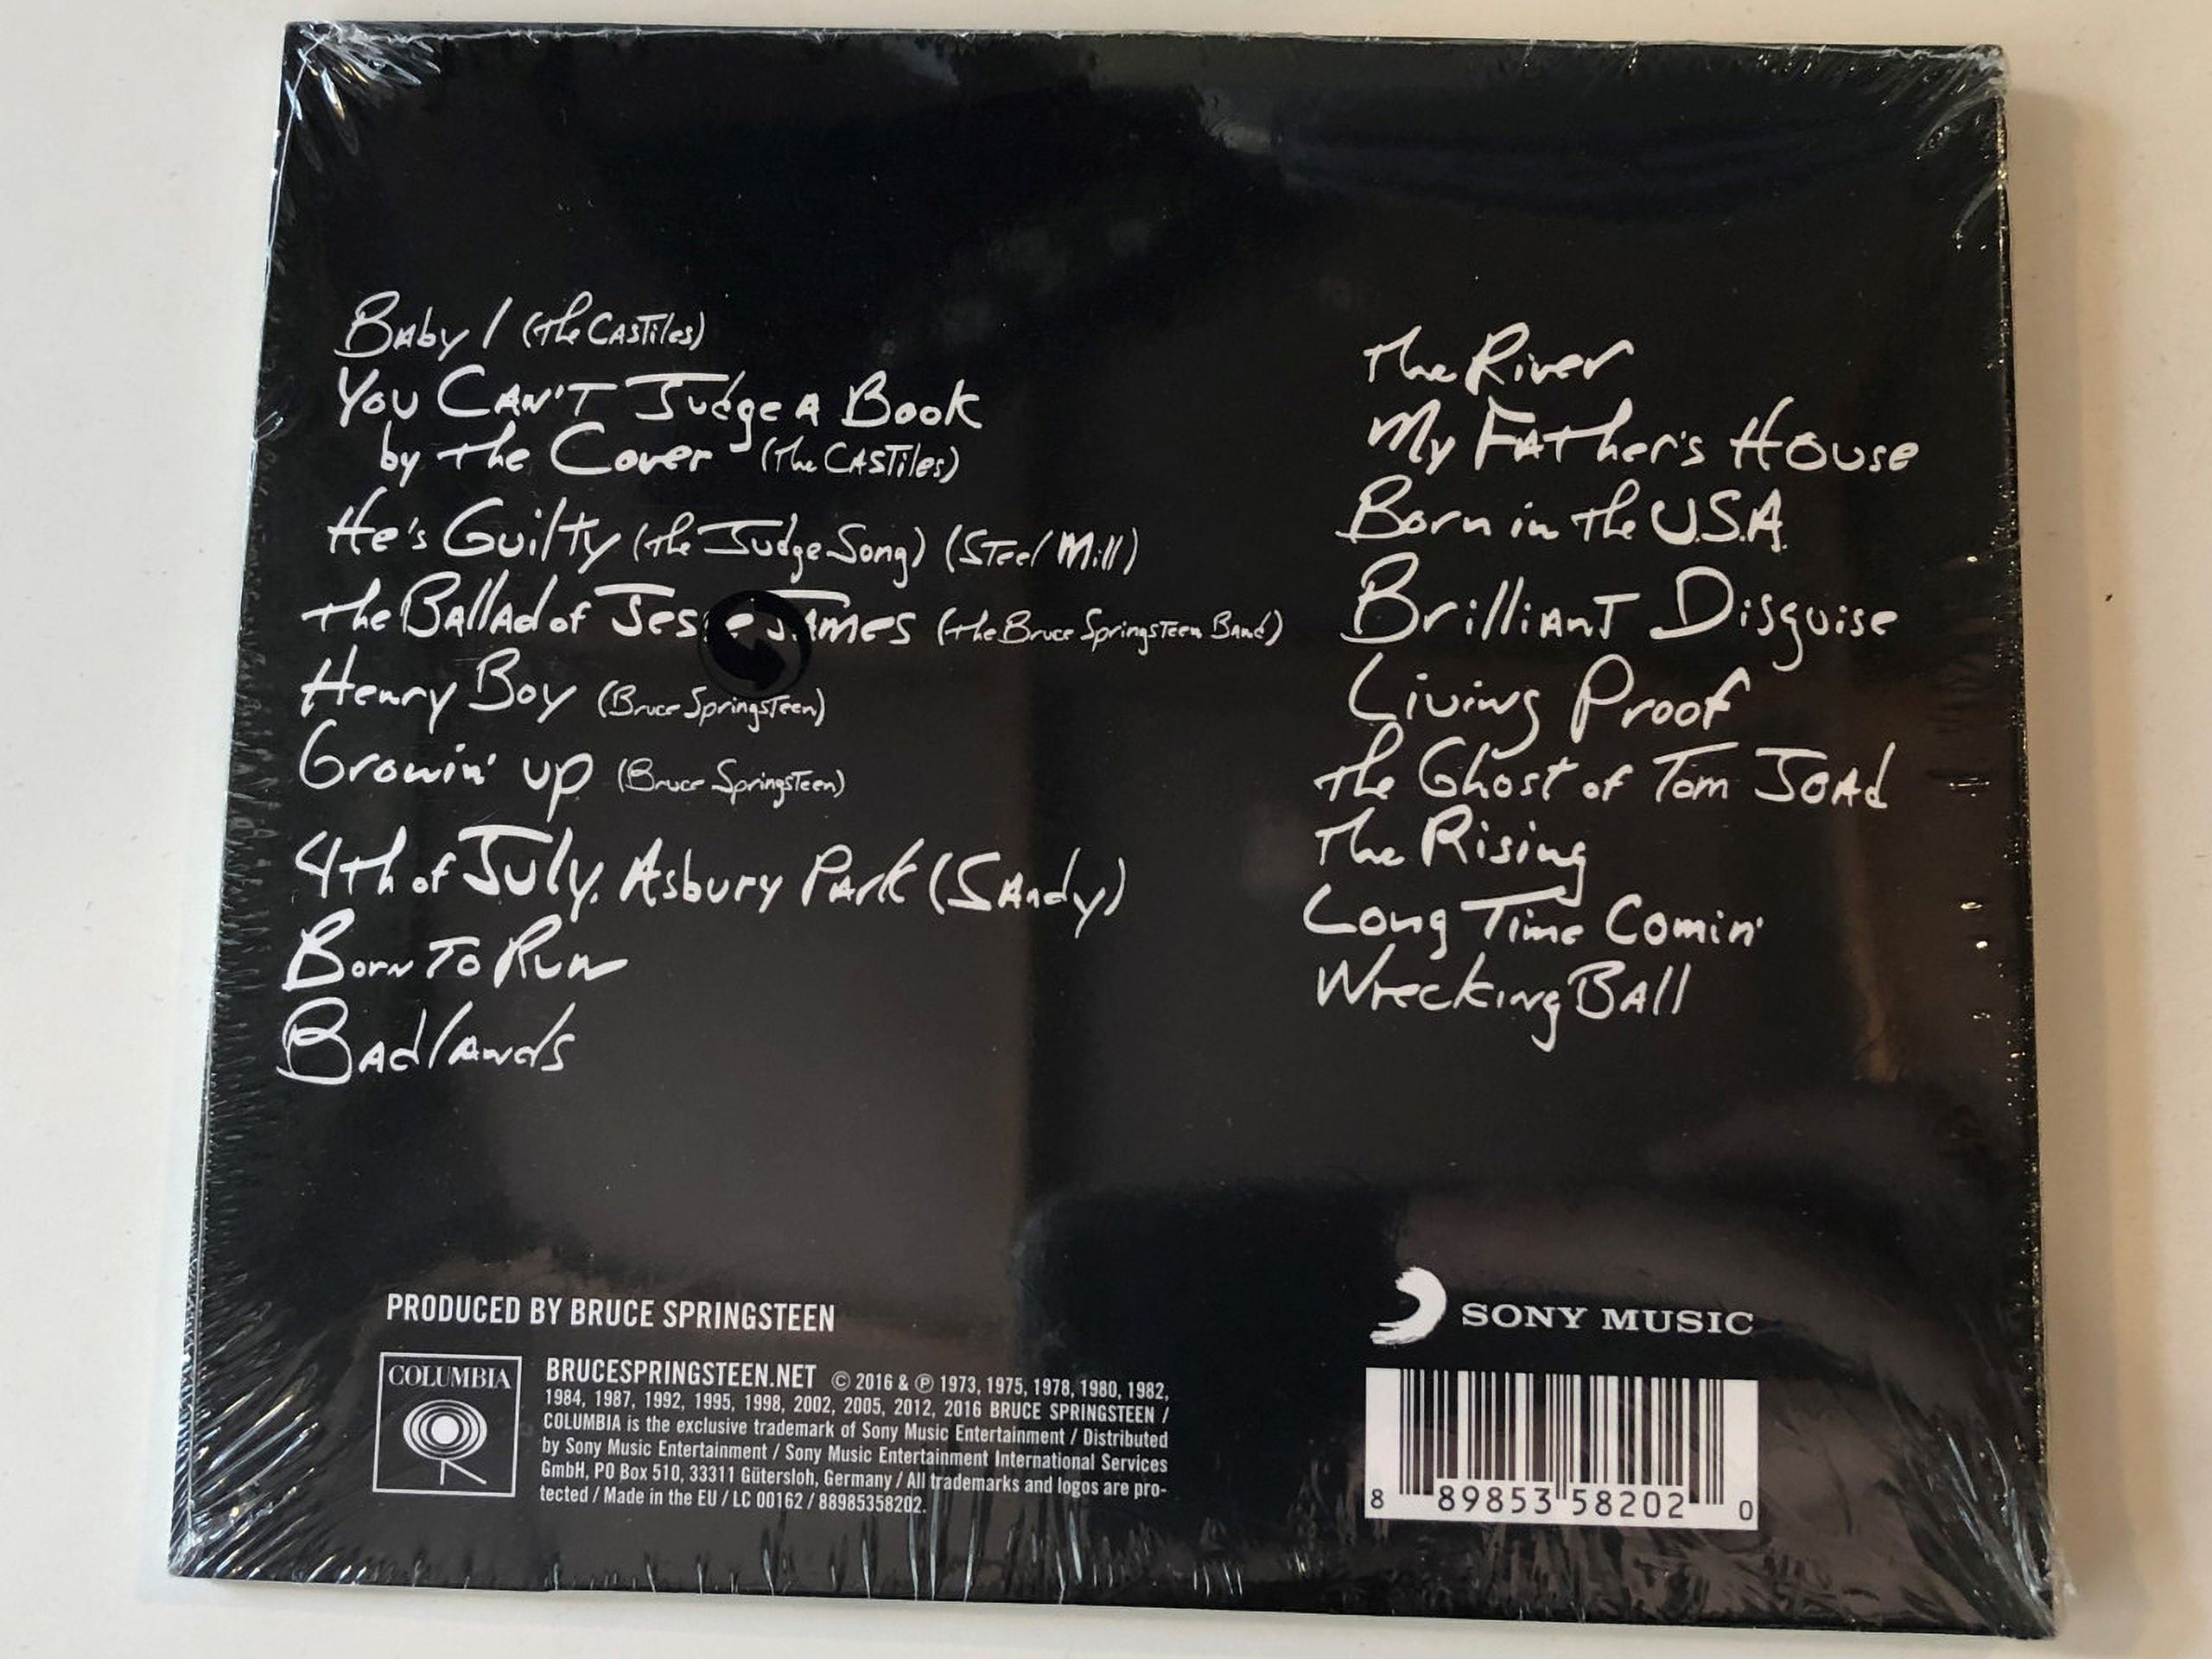 Baby I (the Castiles)
You Can't Judge a Book
by the Cover (the Castiles)
He's Guilty (the Judge Song) (Steel Mill)
the Ballad of Jesse James (the Bruce Springsteen Band)
Henry Boy (Bruce Springsteen)
Growin' up (Bruce Springsteen)
4th of July, Asbury Park (Sandy)
Born To Run
Badlands
The River
My Father's House
Born in the U.S.A.
Brilliant Disguise
Living Proof
the Ghost of Tom Joad
The Rising
Long Time Comin'
Wrecking Ball
PRODUCED BY BRUCE SPRINGSTEEN
COLUMBIA
BRUCESPRINGSTEEN.NET © 2016 & ℗ 1973, 1975, 1978, 1980, 1982,
1984, 1987, 1992, 1995, 1998, 2002, 2005, 2012, 2016 BRUCE SPRINGSTEEN /
COLUMBIA is the exclusive trademark of Sony Music Entertainment / Distributed
by Sony Music Entertainment / Sony Music Entertainment International Services
GmbH, PO Box 510, 33311 Gütersloh, Germany / All trademarks and logos are pro-
tected / Made in the EU / LC 00162 / 88985358202.
SONY MUSIC
8 89853 58202 0